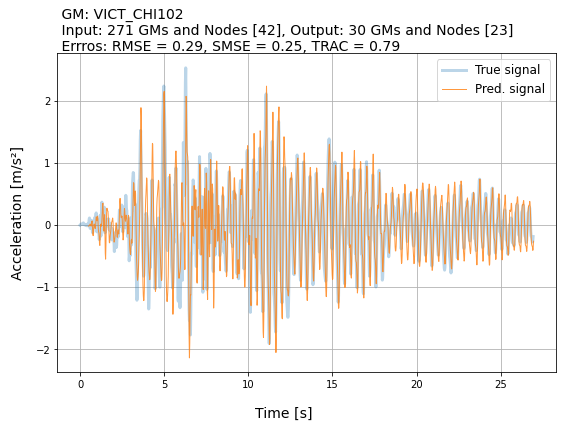 GM: VICT_CHI102
Input: 271 GMs and Nodes [42], Output: 30 GMs and Nodes [23]
Errros: RMSE = 0.29, SMSE = 0.25, TRAC = 0.79
True signal
Pred. signal
Acceleration [m/s²]
2
1
0
−1
−2
0 5 10 15 20 25
Time [s]